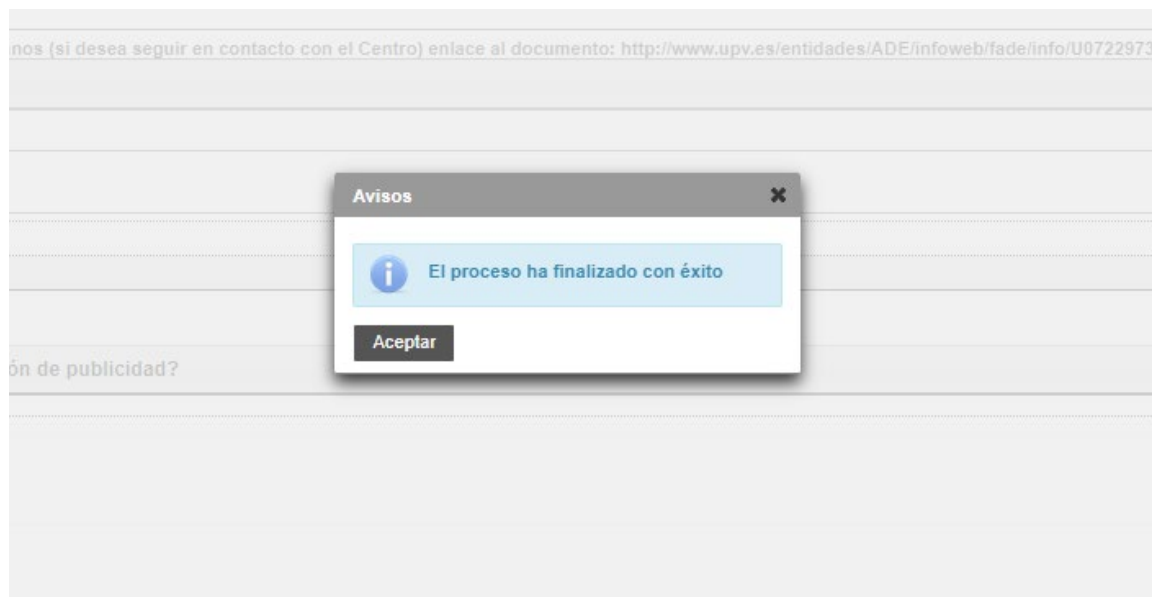 nos (si desea seguir en contacto con el Centro) enlace al documento: http://www.upv.es/entidades/ADE/infoweb/fade/info/U0722973
Avisos
El proceso ha finalizado con éxito
Aceptar
ón de publicidad?